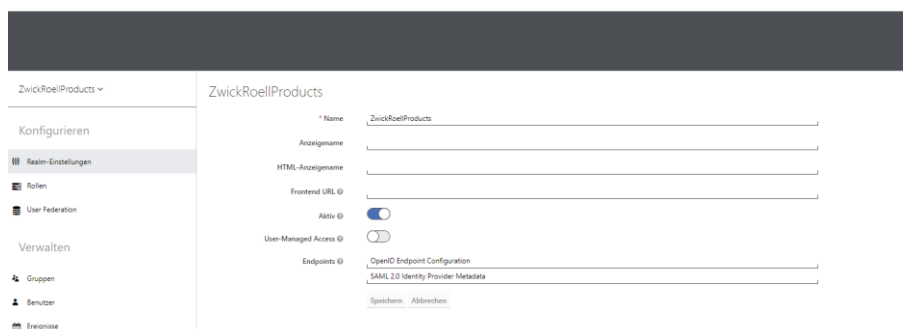 ZwickRoellProducts
Konfigurieren
Realm-Einstellungen
Rollen
User Federation
Verwalten
Gruppen
Benutzer
Ereignisse
ZwickRoellProducts
* Name ZwickRoellProducts
Anzeigename
HTML-Anzeigename
Frontend URL
Aktiv
User-Managed Access
Endpoints OpenID Endpoint Configuration
SAML 2.0 Identity Provider Metadata
Speichern Abbrechen